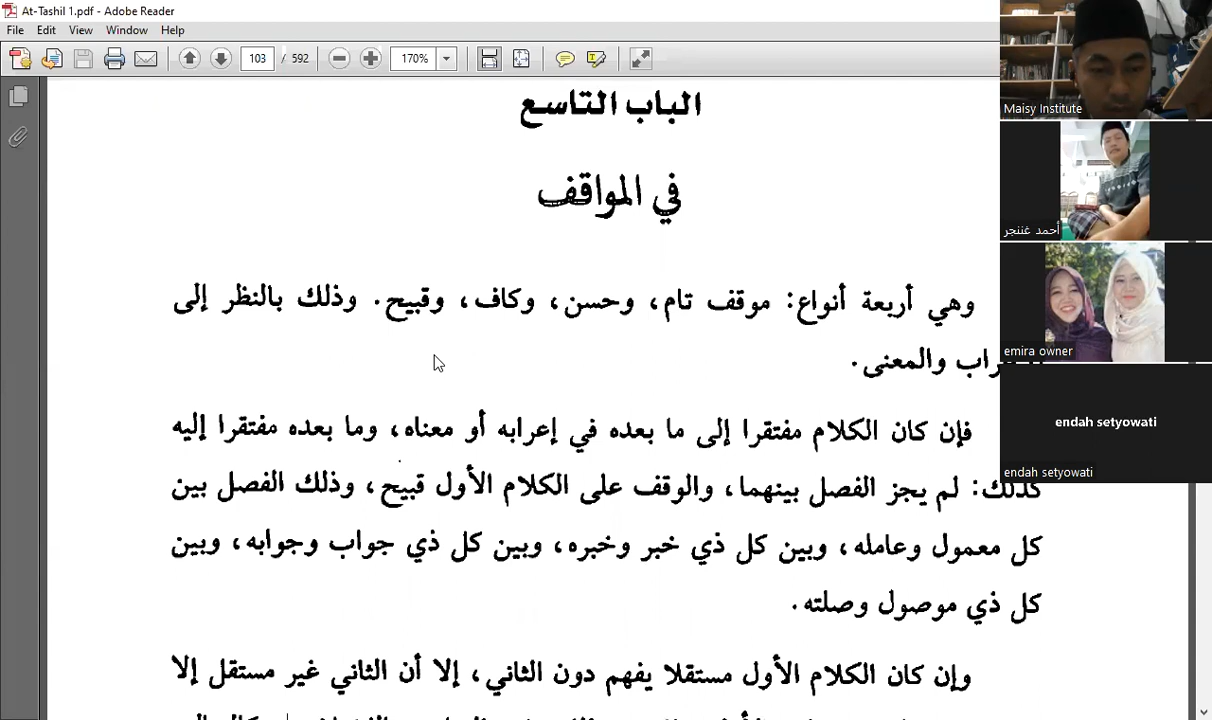 At-Tashil 1.pdf - Adobe Reader
File Edit View Window Help
103 / 592 170%
الباب التاسع
في المواقف
وهي أربعة أنواع: موقف تام، وحسن، وكاف، وقبيح. وذلك بالنظر إلى
والمعنى.
فإن كان الكلام مفتقرا إلى ما بعده في إعرابه أو معناه، وما بعده مفتقرا إليه
كذلك: لم يجز الفصل بينهما، والوقف على الكلام الأول قبيح، وذلك الفصل بين
كل معمول وعامله، وبين كل ذي خبر وخبره، وبين كل ذي جواب وجوابه، وبين
كل ذي موصول وصلته.
وإن كان الكلام الأول مستقلا يفهم دون الثاني، إلا أن الثاني غير مستقل إلا
Maisy Institute
أحمد غننجر
emira owner
endah setyowati
endah setyowati